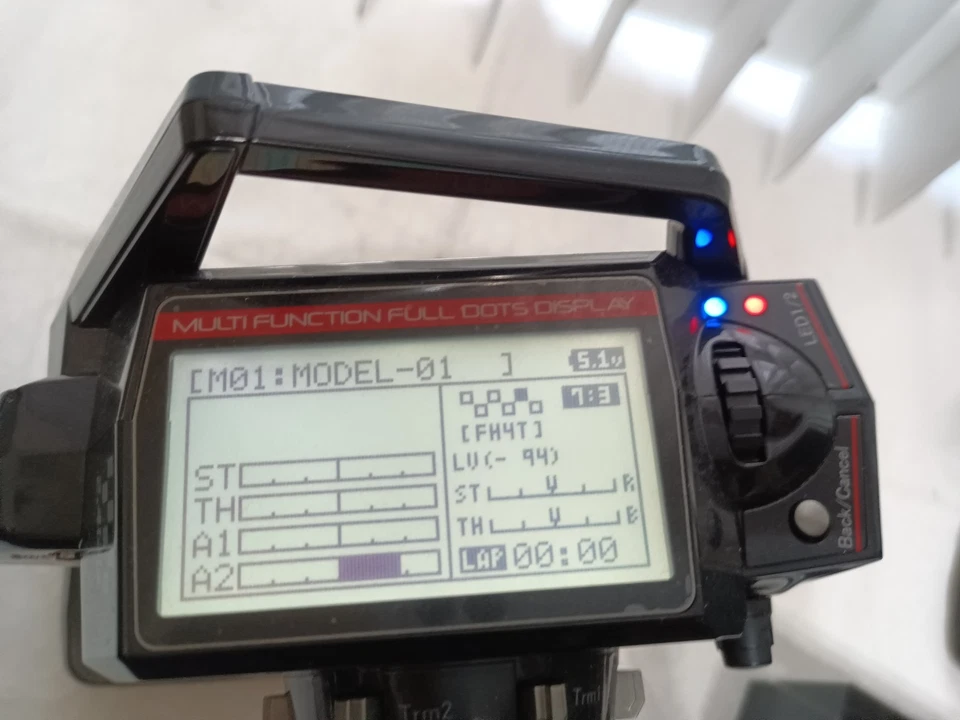 MULTI FUNCTION FULL DOTS DISPLAY
[M01:MODEL-01 ]
5.1v
7:3
[FH4T]
LV(- 94)
ST
TH
A1
A2
ST R
TH B
LAP 00:00
LED1/2
Back/Cancel
Trm2
Trm1